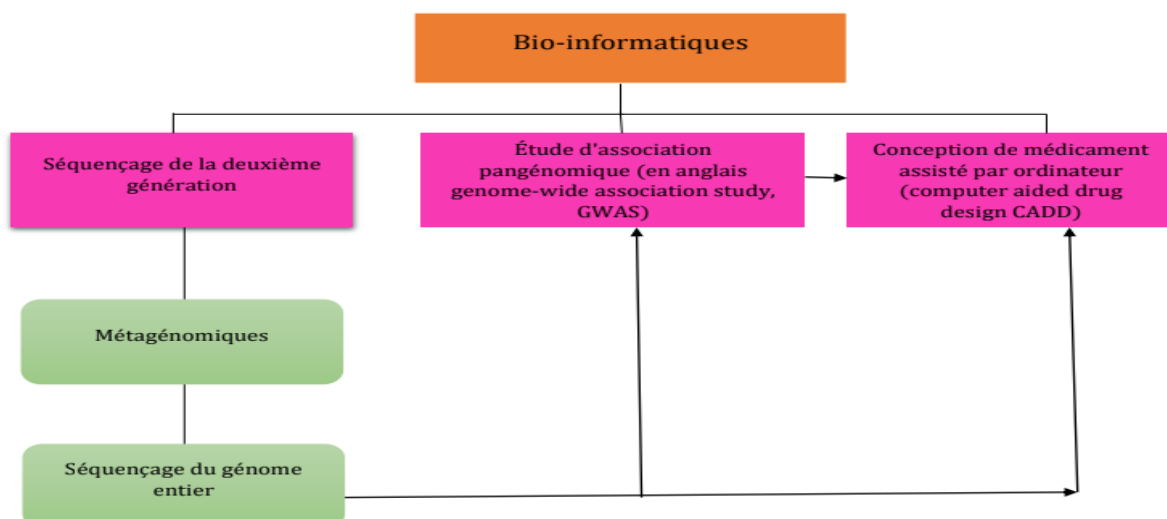 Bio-informatiques
Séquençage de la deuxième
génération
Étude d'association
pangénomique (en anglais
genome-wide association study,
GWAS)
Conception de médicament
assisté par ordinateur
(computer aided drug
design CADD)
Métagénomiques
Séquençage du génome
entier